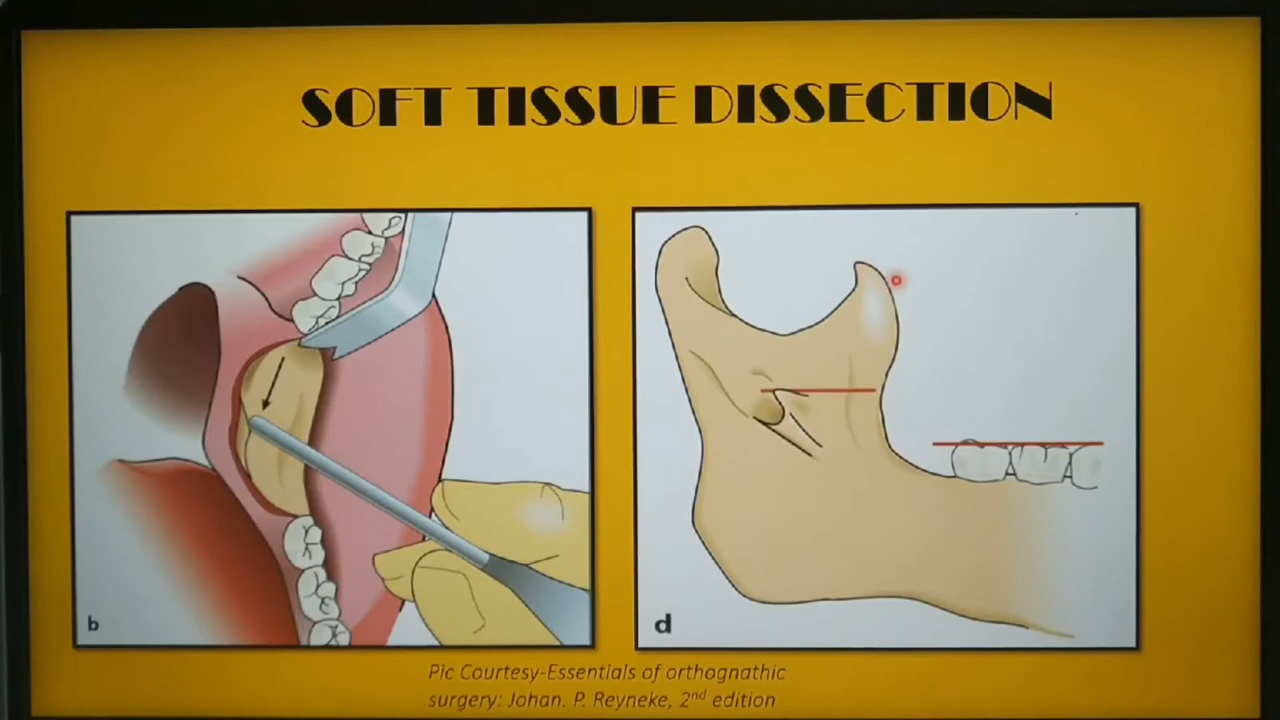 SOFT TISSUE DISSECTION
b
d
Pic Courtesy-Essentials of orthognathic
surgery: Johan. P. Reyneke, 2nd edition